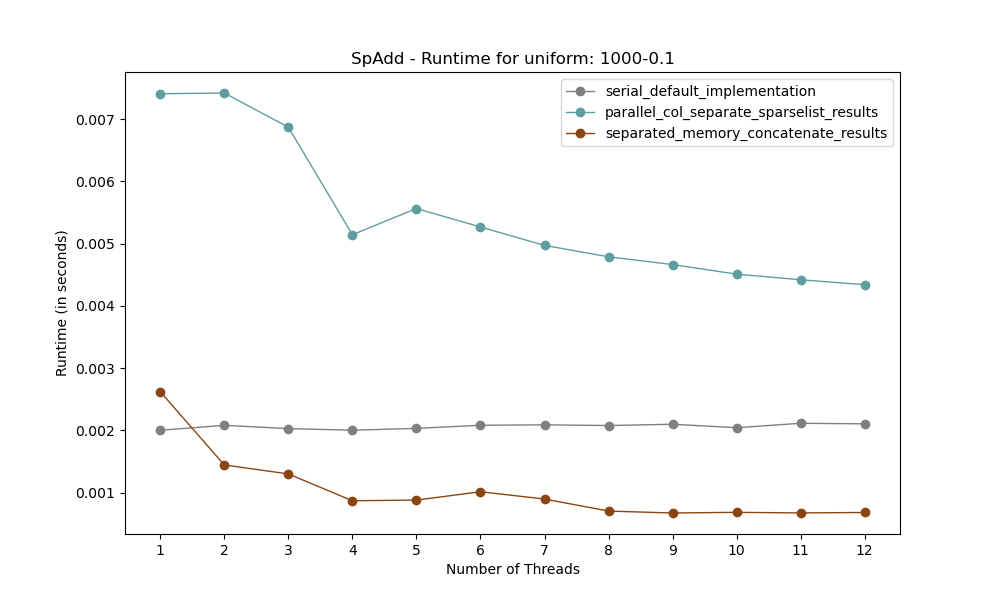 SpAdd - Runtime for uniform: 1000-0.1
serial_default_implementation
parallel_col_separate_sparselist_results
separated_memory_concatenate_results
Runtime (in seconds)
0.007
0.006
0.005
0.004
0.003
0.002
0.001
1 2 3 4 5 6 7 8 9 10 11 12
Number of Threads